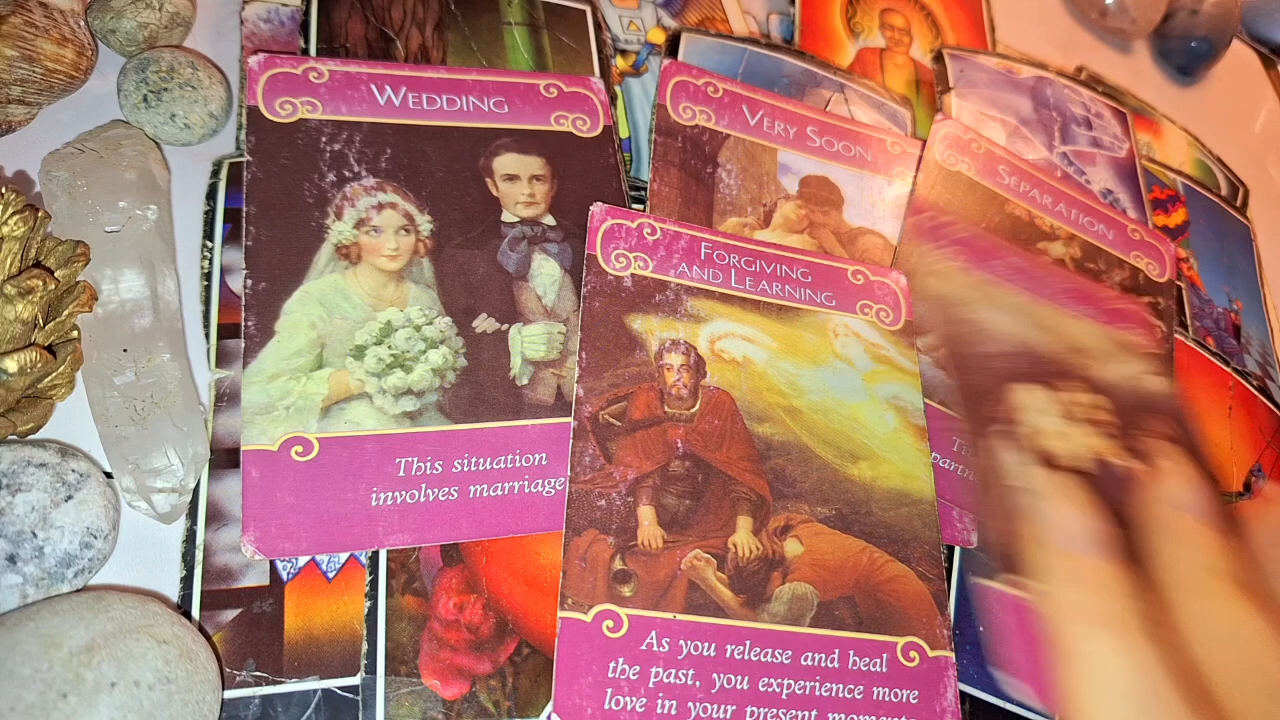 WEDDING
This situation
involves marriage
VERY SOON
SEPARATION
FORGIVING
AND LEARNING
As you release and heal
the past, you experience more
love in your present moments